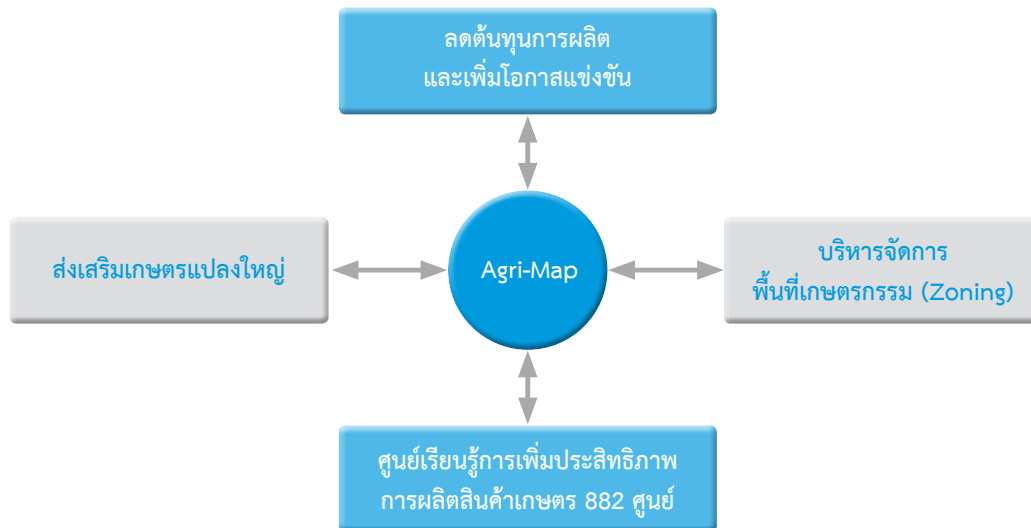 ลดต้นทุนการผลิต
และเพิ่มโอกาสแข่งขัน
ส่งเสริมเกษตรแปลงใหญ่
Agri-Map
บริหารจัดการ
พื้นที่เกษตรกรรม (Zoning)
ศูนย์เรียนรู้การเพิ่มประสิทธิภาพ
การผลิตสินค้าเกษตร 882 ศูนย์